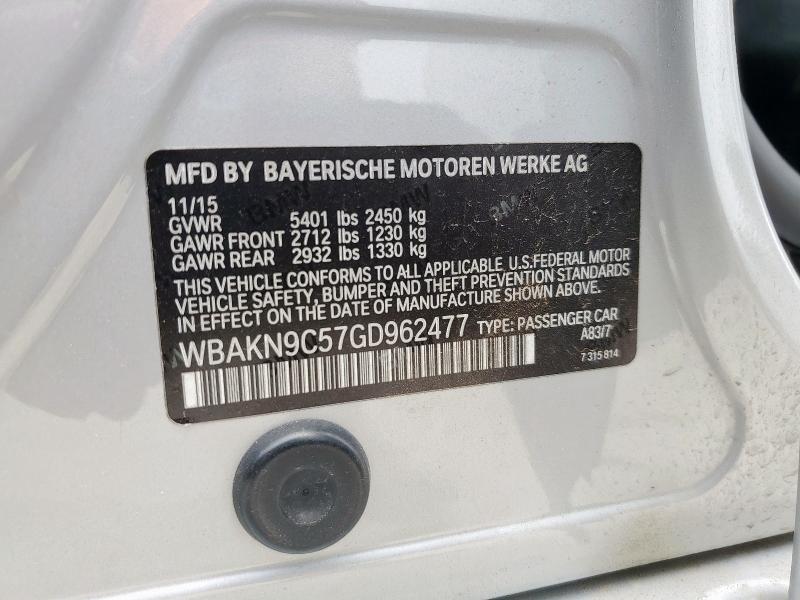 MFD BY BAYERISCHE MOTOREN WERKE AG
11/15
GVWR 5401 lbs 2450 kg
GAWR FRONT 2712 lbs 1230 kg
GAWR REAR 2932 lbs 1330 kg
THIS VEHICLE CONFORMS TO ALL APPLICABLE U.S.FEDERAL MOTOR
VEHICLE SAFETY, BUMPER AND THEFT PREVENTION STANDARDS
IN EFFECT ON THE DATE OF MANUFACTURE SHOWN ABOVE.
WBAKN9C57GD962477 TYPE: PASSENGER CAR
A83/7
7 315 814